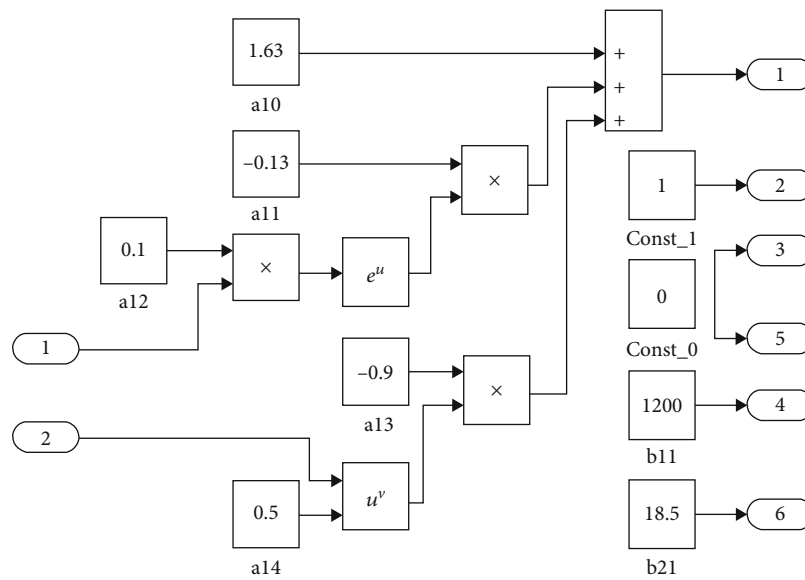 1.63
+
1
a10
+
+
−0.13
×
1
2
a11
Const_1
0.1
×
e^u
3
a12
0
1
Const_0
5
−0.9
×
1200
4
a13
b11
2
0.5
u^v
18.5
6
a14
b21